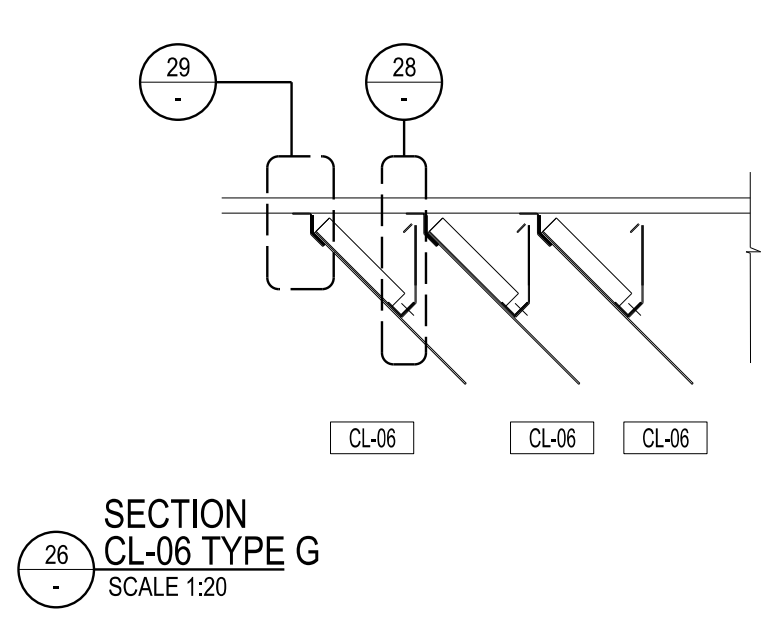 29
-
28
-
CL-06
CL-06
CL-06
SECTION
CL-06 TYPE G
26
-
SCALE 1:20